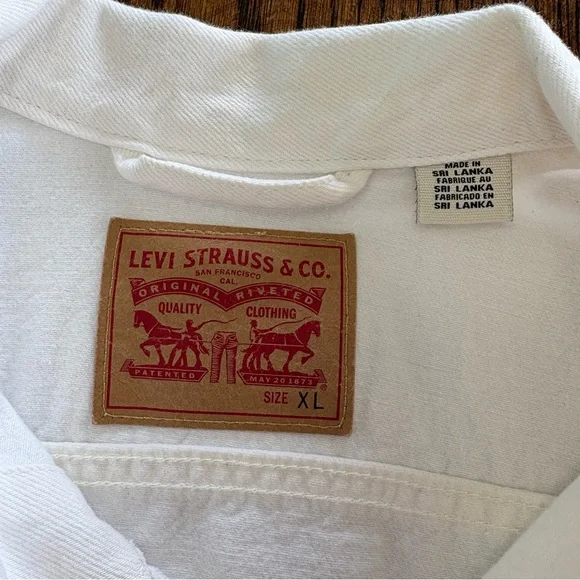 MADE IN
SRI LANKA
FABRIQUE AU
SRI LANKA
FABRICADO EN
SRI LANKA
LEVI STRAUSS & CO.
SAN FRANCISCO
CAL.
ORIGINAL RIVETED
QUALITY CLOTHING
PATENTED MAY 20 1873
®
SIZE XL